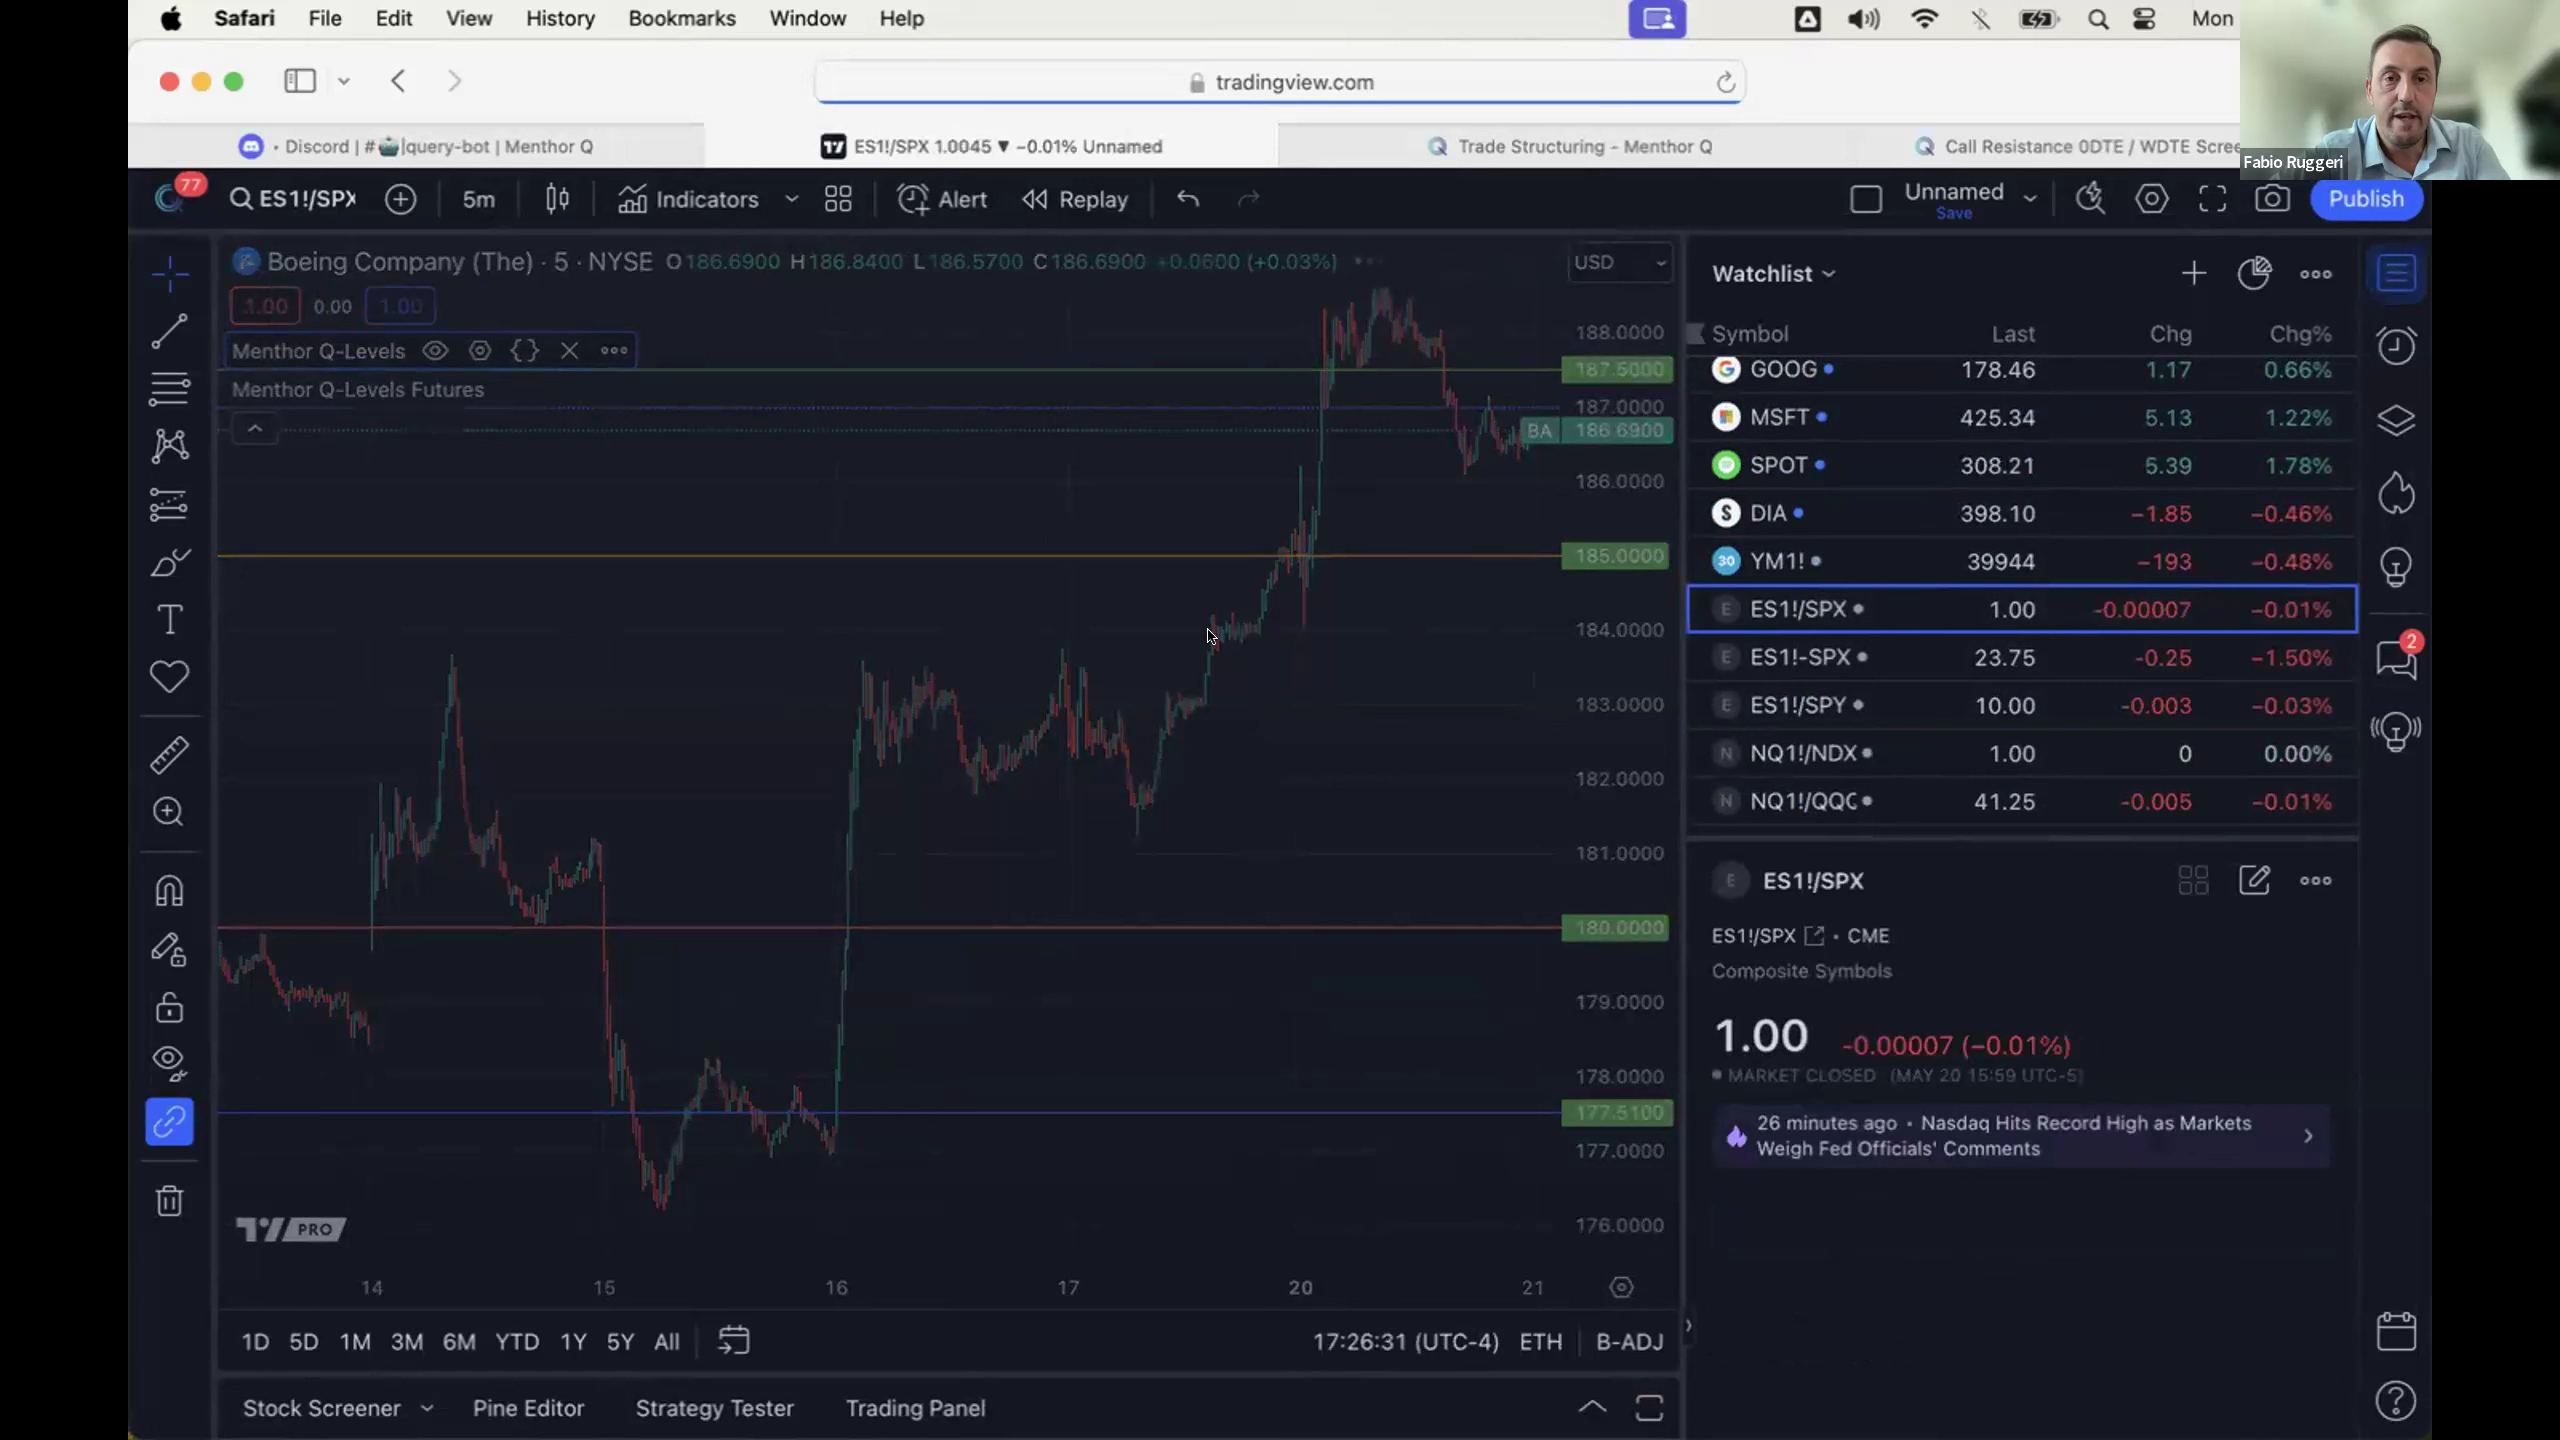 Safari File Edit View History Bookmarks Window Help Mon
tradingview.com
• Discord | #🤖|query-bot | Menthor Q
ES1!/SPX 1.0045 ▼ −0.01% Unnamed
Trade Structuring - Menthor Q
Call Resistance 0DTE / WDTE Scree
Fabio Ruggeri
77
ES1!/SPX
5m
Indicators
Alert
Replay
Unnamed
Save
Publish
Boeing Company (The) · 5 · NYSE O186.6900 H186.8400 L186.5700 C186.6900 +0.0600 (+0.03%)
USD
1.00 0.00 1.00
Menthor Q-Levels
Menthor Q-Levels Futures
188.0000
187.5000
187.0000
BA 186.6900
186.0000
185.0000
184.0000
183.0000
182.0000
181.0000
180.0000
179.0000
178.0000
177.5100
177.0000
176.0000
PRO
14 15 16 17 20 21
1D 5D 1M 3M 6M YTD 1Y 5Y All
17:26:31 (UTC-4) ETH B-ADJ
Stock Screener Pine Editor Strategy Tester Trading Panel
Watchlist
Symbol Last Chg Chg%
GOOG 178.46 1.17 0.66%
MSFT 425.34 5.13 1.22%
SPOT 308.21 5.39 1.78%
S DIA 398.10 −1.85 −0.46%
30 YM1! 39944 −193 −0.48%
E ES1!/SPX 1.00 -0.00007 −0.01%
E ES1!-SPX 23.75 -0.25 −1.50%
E ES1!/SPY 10.00 -0.003 −0.03%
N NQ1!/NDX 1.00 0 0.00%
N NQ1!/QQC 41.25 -0.005 −0.01%
E ES1!/SPX
ES1!/SPX · CME
Composite Symbols
1.00 -0.00007 (−0.01%)
MARKET CLOSED (MAY 20 15:59 UTC-5)
26 minutes ago · Nasdaq Hits Record High as Markets
Weigh Fed Officials' Comments
2